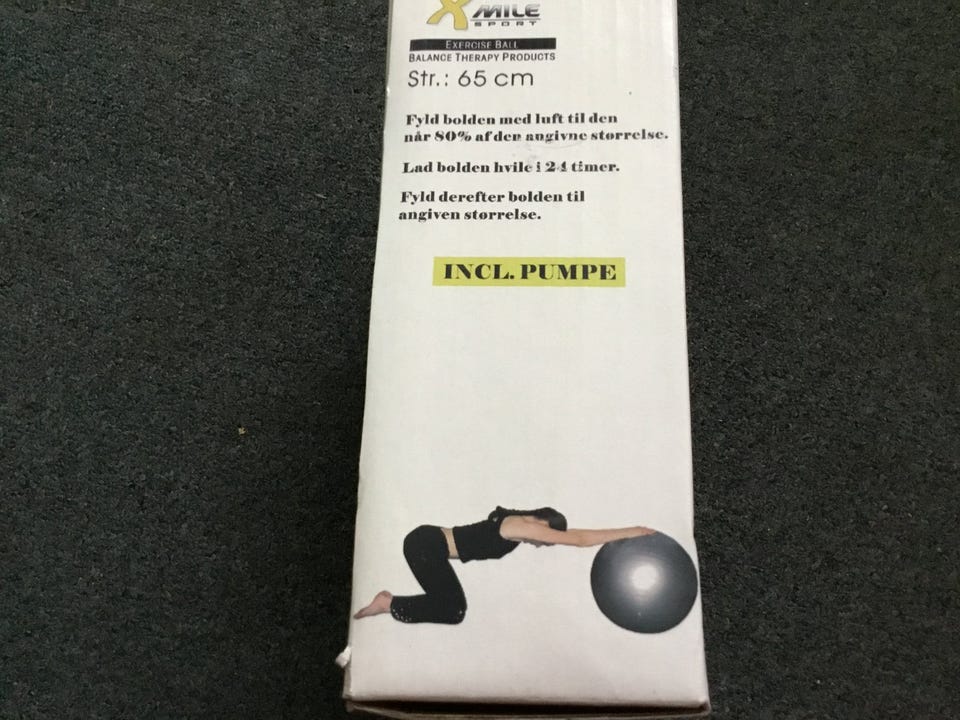 X MILE
SPORT
EXERCISE BALL
BALANCE THERAPY PRODUCTS
Str.: 65 cm
Fyld bolden med luft til den
når 80% af den angivne størrelse.
Lad bolden hvile i 24 timer.
Fyld derefter bolden til
angiven størrelse.
INCL. PUMPE